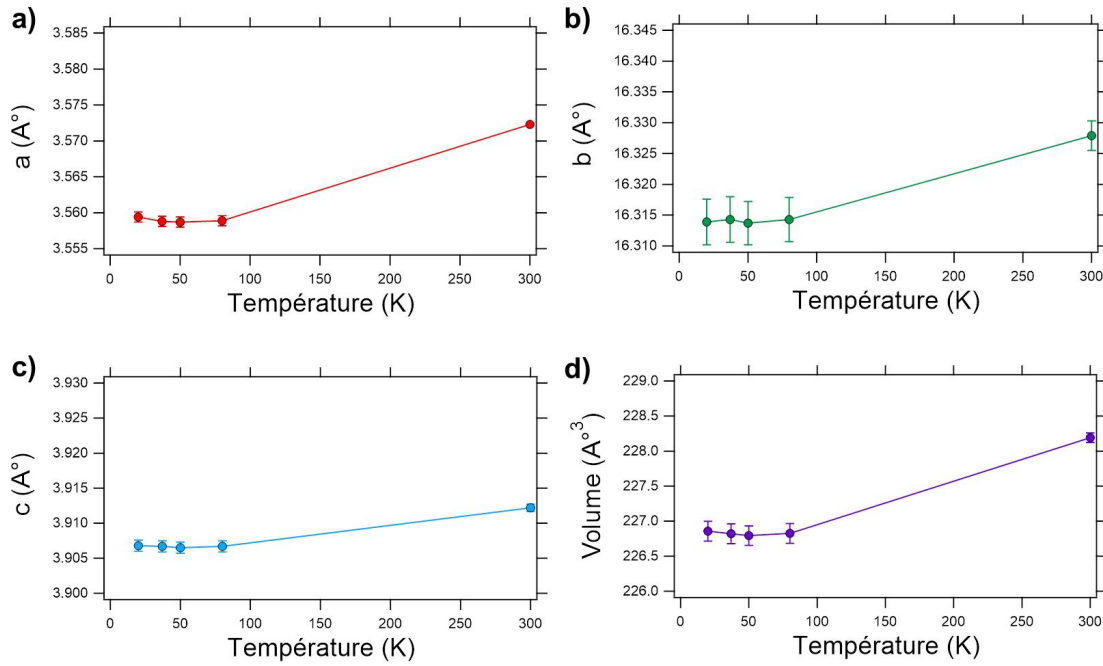 a)
3.585
3.580
3.575
3.570
3.565
3.560
3.555
a (A°)
0 50 100 150 200 250 300
Température (K)
b)
16.345
16.340
16.335
16.330
16.325
16.320
16.315
16.310
b (A°)
0 50 100 150 200 250 300
Température (K)
c)
3.930
3.925
3.920
3.915
3.910
3.905
3.900
c (A°)
0 50 100 150 200 250 300
Température (K)
d)
229.0
228.5
228.0
227.5
227.0
226.5
226.0
Volume (A°³)
0 50 100 150 200 250 300
Température (K)